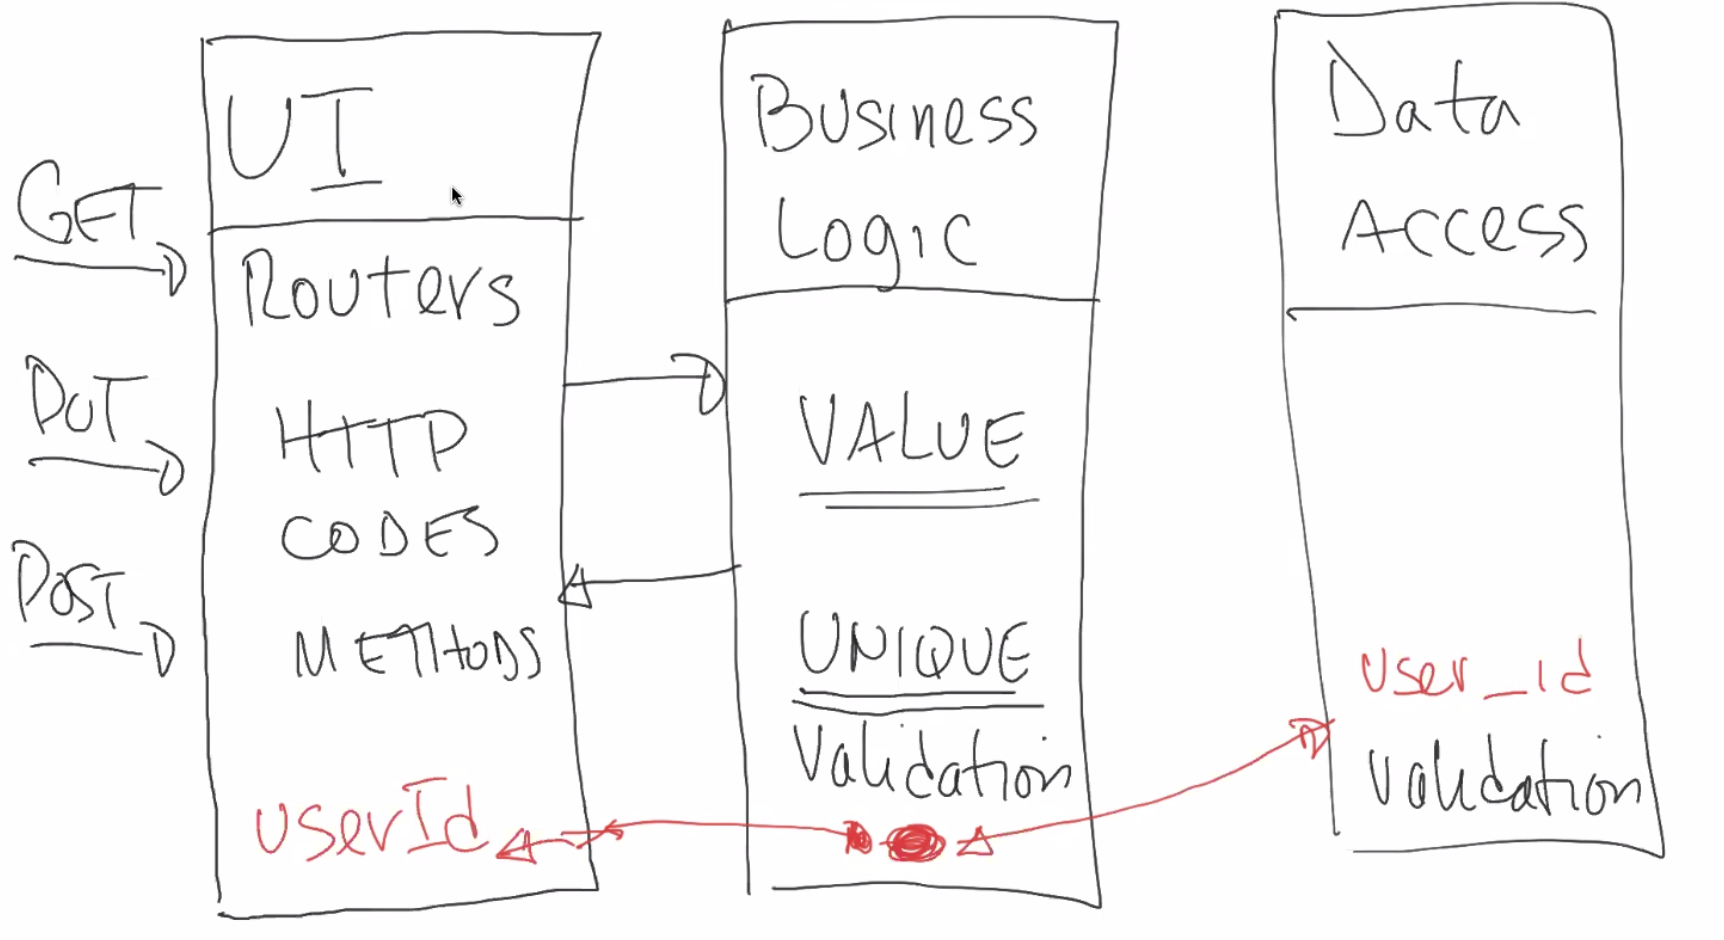 GET
PUT
POST
UI
Routers
HTTP
CODES
METHODS
userId
Business
Logic
VALUE
UNIQUE
Validation
Data
Access
user_id
validation